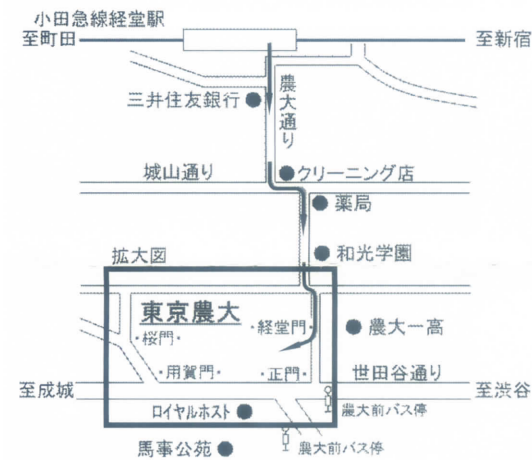 小田急線経堂駅
至町田
至新宿
三井住友銀行
農大通り
城山通り
クリーニング店
薬局
和光学園
拡大図
東京農大
経堂門
農大一高
桜門
用賀門
正門
世田谷通り
至成城
至渋谷
ロイヤルホスト
農大前バス停
馬事公苑
農大前バス停